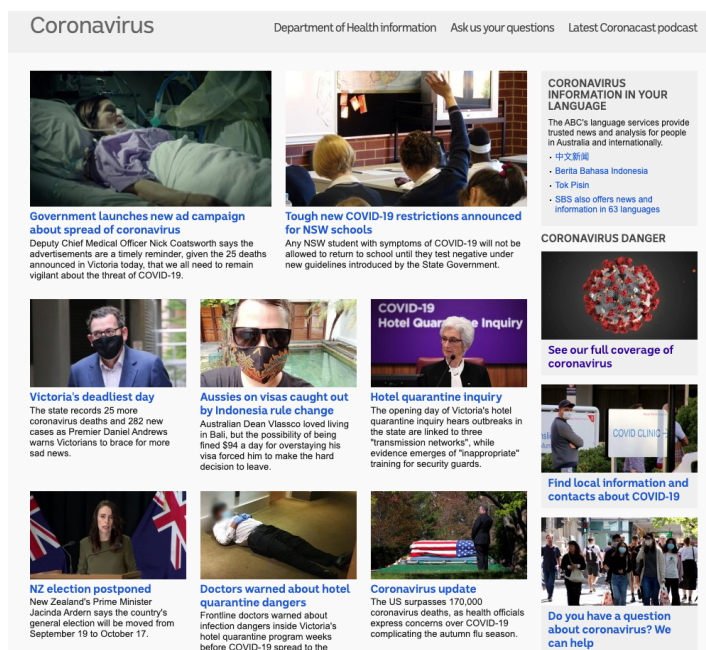 Coronavirus
Department of Health information
Ask us your questions
Latest Coronacast podcast
Government launches new ad campaign
about spread of coronavirus
Deputy Chief Medical Officer Nick Coatsworth says the
advertisements are a timely reminder, given the 25 deaths
announced in Victoria today, that we all need to remain
vigilant about the threat of COVID-19.
Tough new COVID-19 restrictions announced
for NSW schools
Any NSW student with symptoms of COVID-19 will not be
allowed to return to school until they test negative under
new guidelines introduced by the State Government.
Victoria's deadliest day
The state records 25 more
coronavirus deaths and 282 new
cases as Premier Daniel Andrews
warns Victorians to brace for more
sad news.
Aussies on visas caught out
by Indonesia rule change
Australian Dean Vlassco loved living
in Bali, but the possibility of being
fined $94 a day for overstaying his
visa forced him to make the hard
decision to leave.
COVID-19
Hotel Quarantine Inquiry
Hotel quarantine inquiry
The opening day of Victoria's hotel
quarantine inquiry hears outbreaks in
the state are linked to three
"transmission networks", while
evidence emerges of "inappropriate"
training for security guards.
NZ election postponed
New Zealand's Prime Minister
Jacinda Ardern says the country's
general election will be moved from
September 19 to October 17.
Doctors warned about hotel
quarantine dangers
Frontline doctors warned about
infection dangers inside Victoria's
hotel quarantine program weeks
before COVID-19 spread to the
Coronavirus update
The US surpasses 170,000
coronavirus deaths, as health officials
express concerns over COVID-19
complicating the autumn flu season.
CORONAVIRUS
INFORMATION IN YOUR
LANGUAGE
The ABC's language services provide
trusted news and analysis for people
in Australia and internationally.
· 中文新闻
· Berita Bahasa Indonesia
· Tok Pisin
· SBS also offers news and
information in 63 languages
CORONAVIRUS DANGER
See our full coverage of
coronavirus
COVID CLINIC
Find local information and
contacts about COVID-19
Do you have a question
about coronavirus? We
can help